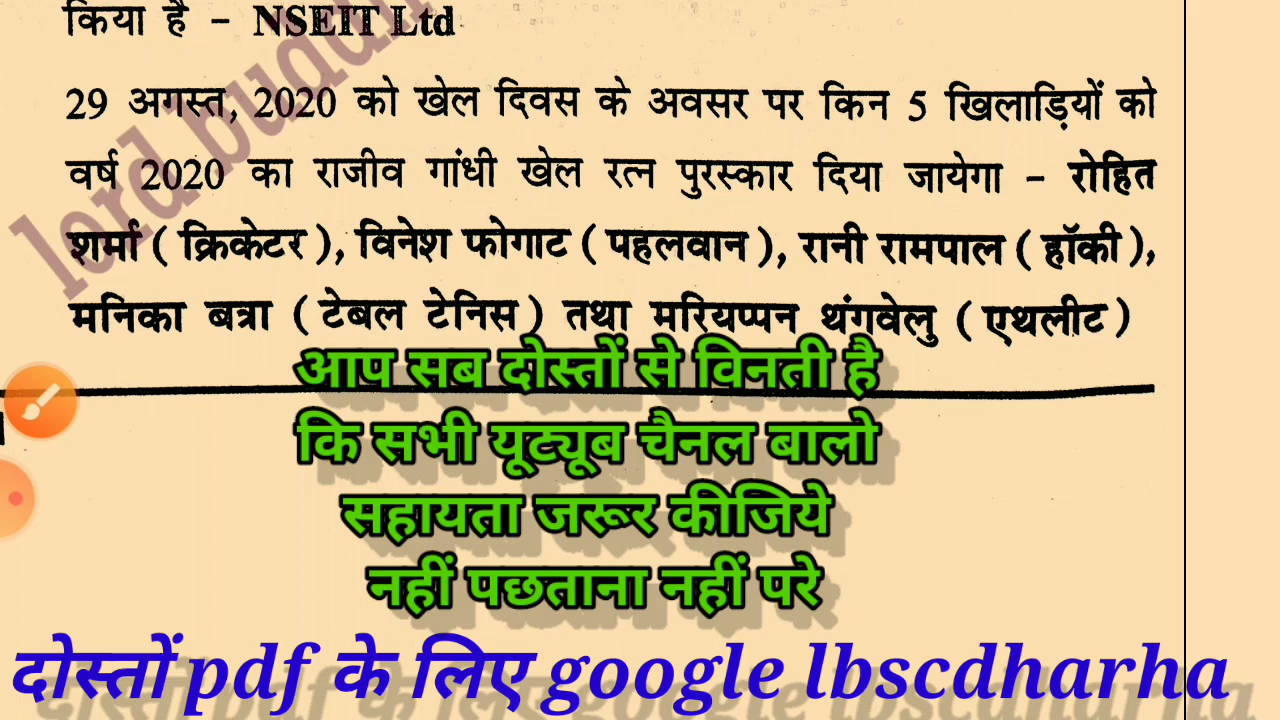 किया है - NSEIT Ltd
29 अगस्त, 2020 को खेल दिवस के अवसर पर किन 5 खिलाड़ियों को
वर्ष 2020 का राजीव गांधी खेल रत्न पुरस्कार दिया जायेगा - रोहित
शर्मा ( क्रिकेटर ), विनेश फोगाट ( पहलवान ), रानी रामपाल ( हॉकी ),
मनिका बत्रा ( टेबल टेनिस ) तथा मरियप्पन थंगवेलु ( एथलीट )
lord buddh
आप सब दोस्तों से विनती है
कि सभी यूट्यूब चैनल बालो
सहायता जरूर कीजिये
नहीं पछताना नहीं परे
दोस्तों pdf के लिए google lbscdharha